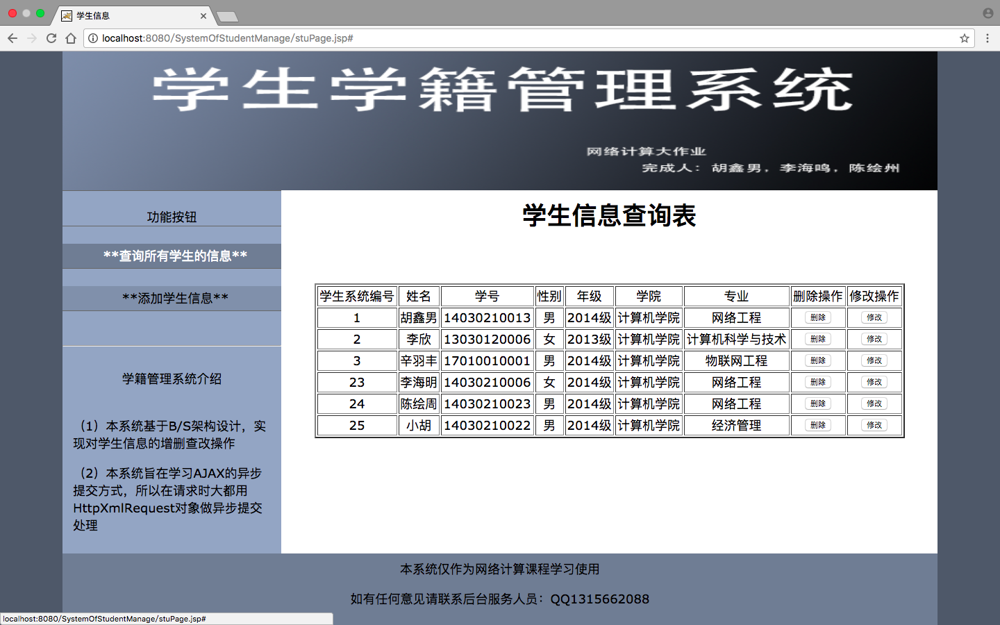 学生信息
localhost:8080/SystemOfStudentManage/stuPage.jsp#
学生学籍管理系统
网络计算大作业
完成人：胡鑫男，李海鸣，陈绘州
功能按钮
**查询所有学生的信息**
**添加学生信息**
学籍管理系统介绍
（1）本系统基于B/S架构设计，实
现对学生信息的增删查改操作
（2）本系统旨在学习AJAX的异步
提交方式，所以在请求时大都用
HttpXmlRequest对象做异步提交
处理
学生信息查询表
学生系统编号 姓名 学号 性别 年级 学院 专业 删除操作 修改操作
1 胡鑫男 14030210013 男 2014级 计算机学院 网络工程 删除 修改
2 李欣 13030120006 女 2013级 计算机学院 计算机科学与技术 删除 修改
3 辛羽丰 17010010001 男 2014级 计算机学院 物联网工程 删除 修改
23 李海明 14030210006 女 2014级 计算机学院 网络工程 删除 修改
24 陈绘周 14030210023 男 2014级 计算机学院 网络工程 删除 修改
25 小胡 14030210022 男 2014级 计算机学院 经济管理 删除 修改
本系统仅作为网络计算课程学习使用
如有任何意见请联系后台服务人员：QQ1315662088
localhost:8080/SystemOfStudentManage/stuPage.jsp#